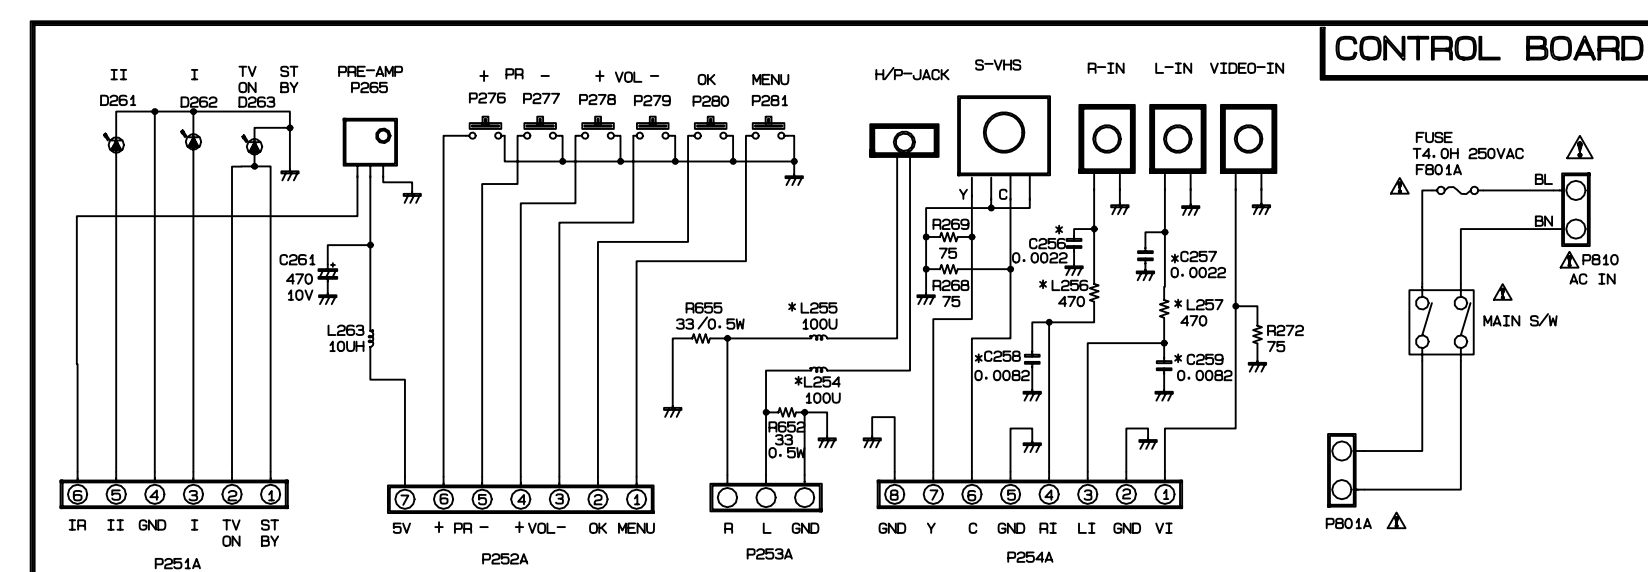 CONTROL BOARD
II
I
TV ON
ST BY
D261
D262
D263
PRE-AMP
P265
+ PR -
P276 P277
+ VOL -
P278 P279
OK
P280
MENU
P281
H/P-JACK
S-VHS
R-IN
L-IN
VIDEO-IN
FUSE
T4.0H 250VAC
F801A
BL
BN
P810
AC IN
MAIN S/W
P801A
Y
C
R269
75
R268
75
*
C256
0.0022
*L256
470
*C257
0.0022
*L257
470
*C258
0.0082
*C259
0.0082
R272
75
C261
470
10V
+
L263
10UH
R655
33/0.5W
*L255
100U
*L254
100U
R652
33
0.5W
6 5 4 3 2 1
IR II GND I TV ON ST BY
P251A
7 6 5 4 3 2 1
5V + PR - + VOL - OK MENU
P252A
R L GND
P253A
8 7 6 5 4 3 2 1
GND Y C GND RI LI GND VI
P254A